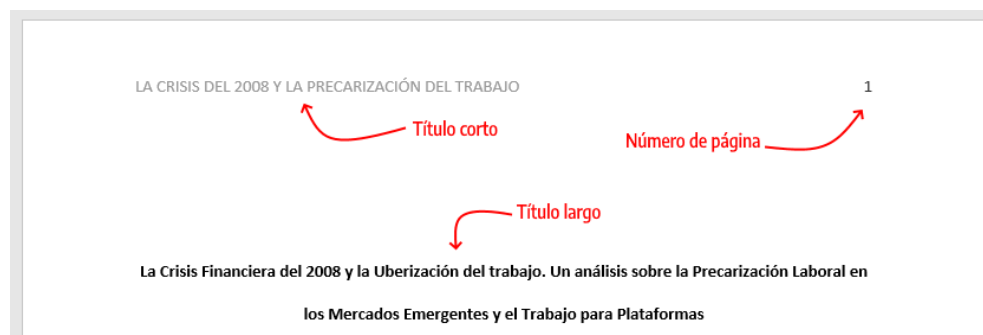 LA CRISIS DEL 2008 Y LA PRECARIZACIÓN DEL TRABAJO 1
Título corto
Número de página
Título largo
La Crisis Financiera del 2008 y la Uberización del trabajo. Un análisis sobre la Precarización Laboral en
los Mercados Emergentes y el Trabajo para Plataformas